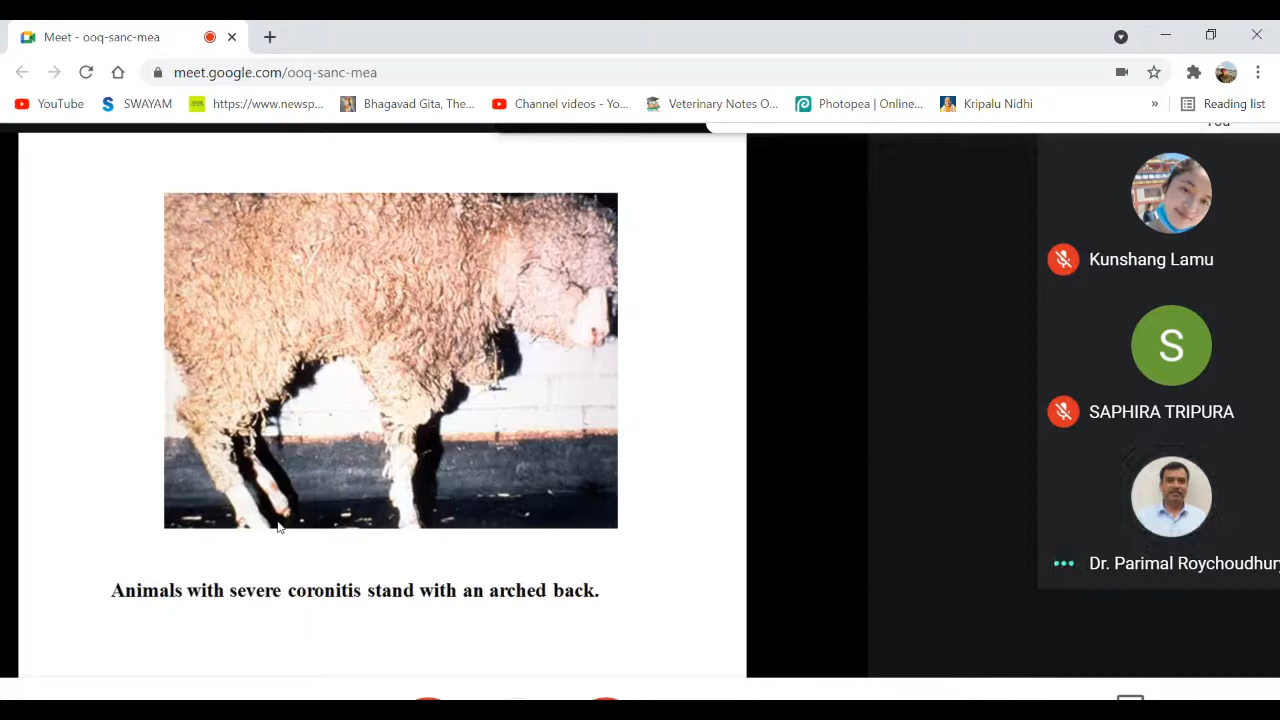 Meet - ooq-sanc-mea
meet.google.com/ooq-sanc-mea
YouTube
SWAYAM
https://www.newsp...
Bhagavad Gita, The...
Channel videos - Yo...
Veterinary Notes O...
Photopea | Online...
Kripalu Nidhi
»
Reading list
You
Kunshang Lamu
S
SAPHIRA TRIPURA
Dr. Parimal Roychoudhury
Animals with severe coronitis stand with an arched back.